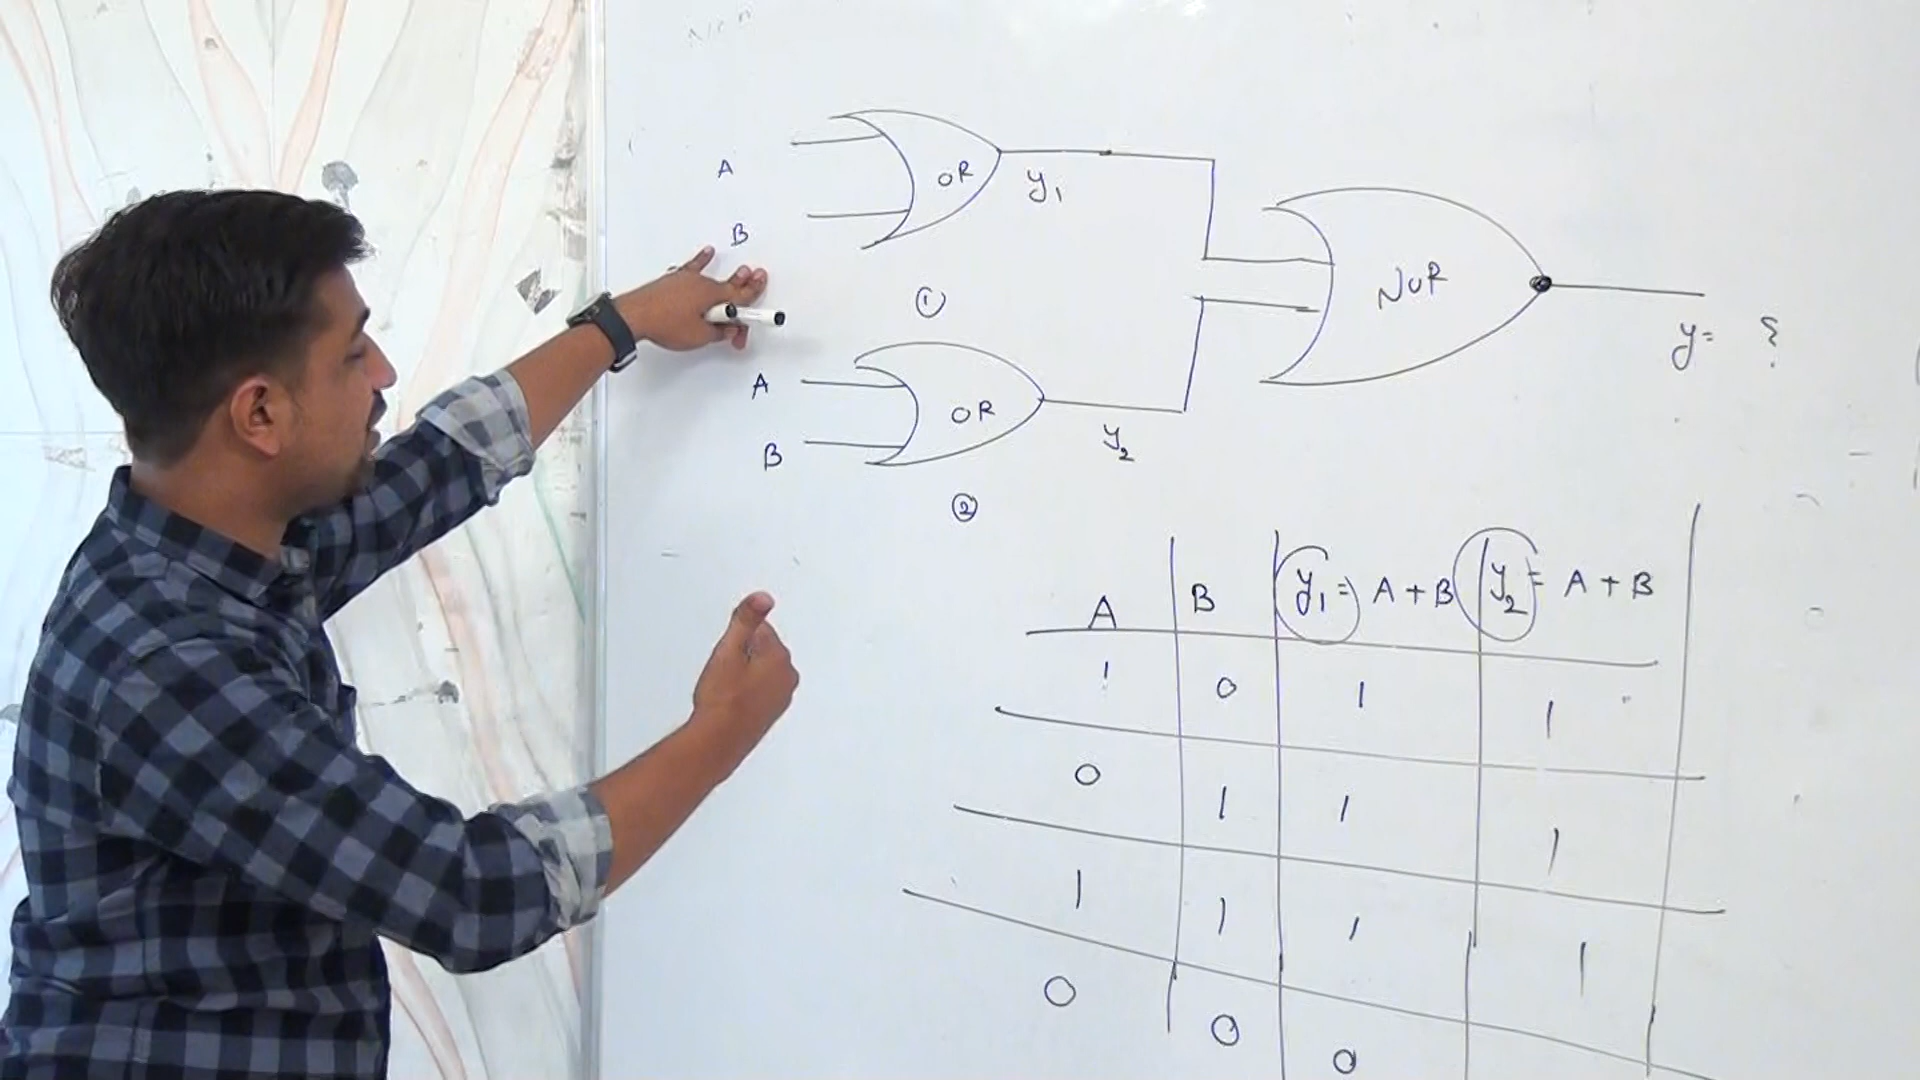 A
OR
y₁
B
①
NOR
y= ?
A
OR
B
y₂
②
A B y₁= A + B y₂= A + B
1 0 1 1
0 1 1 1
1 1 1 1
0 0 0